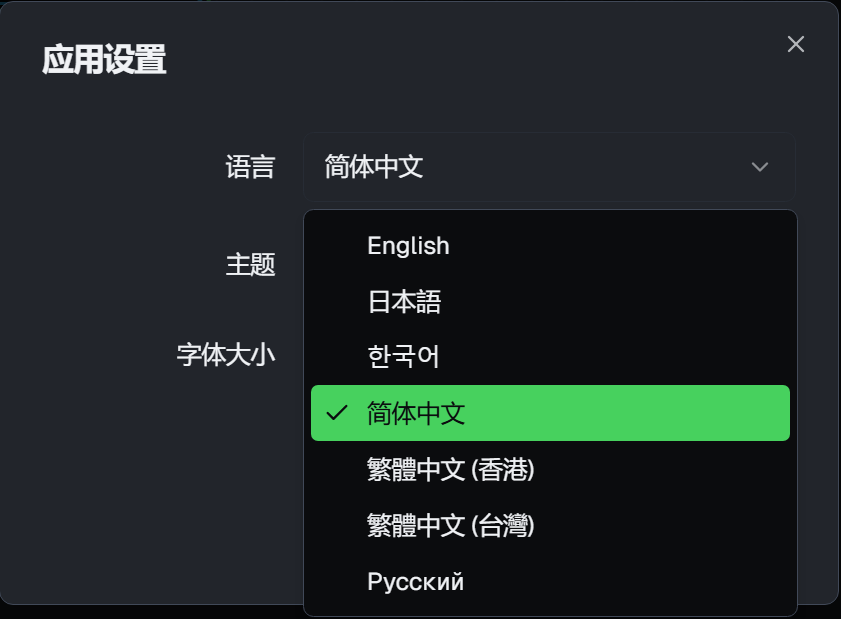 应用设置
语言
简体中文
English
主题
日本語
한국어
字体大小
简体中文
繁體中文 (香港)
繁體中文 (台灣)
Русский